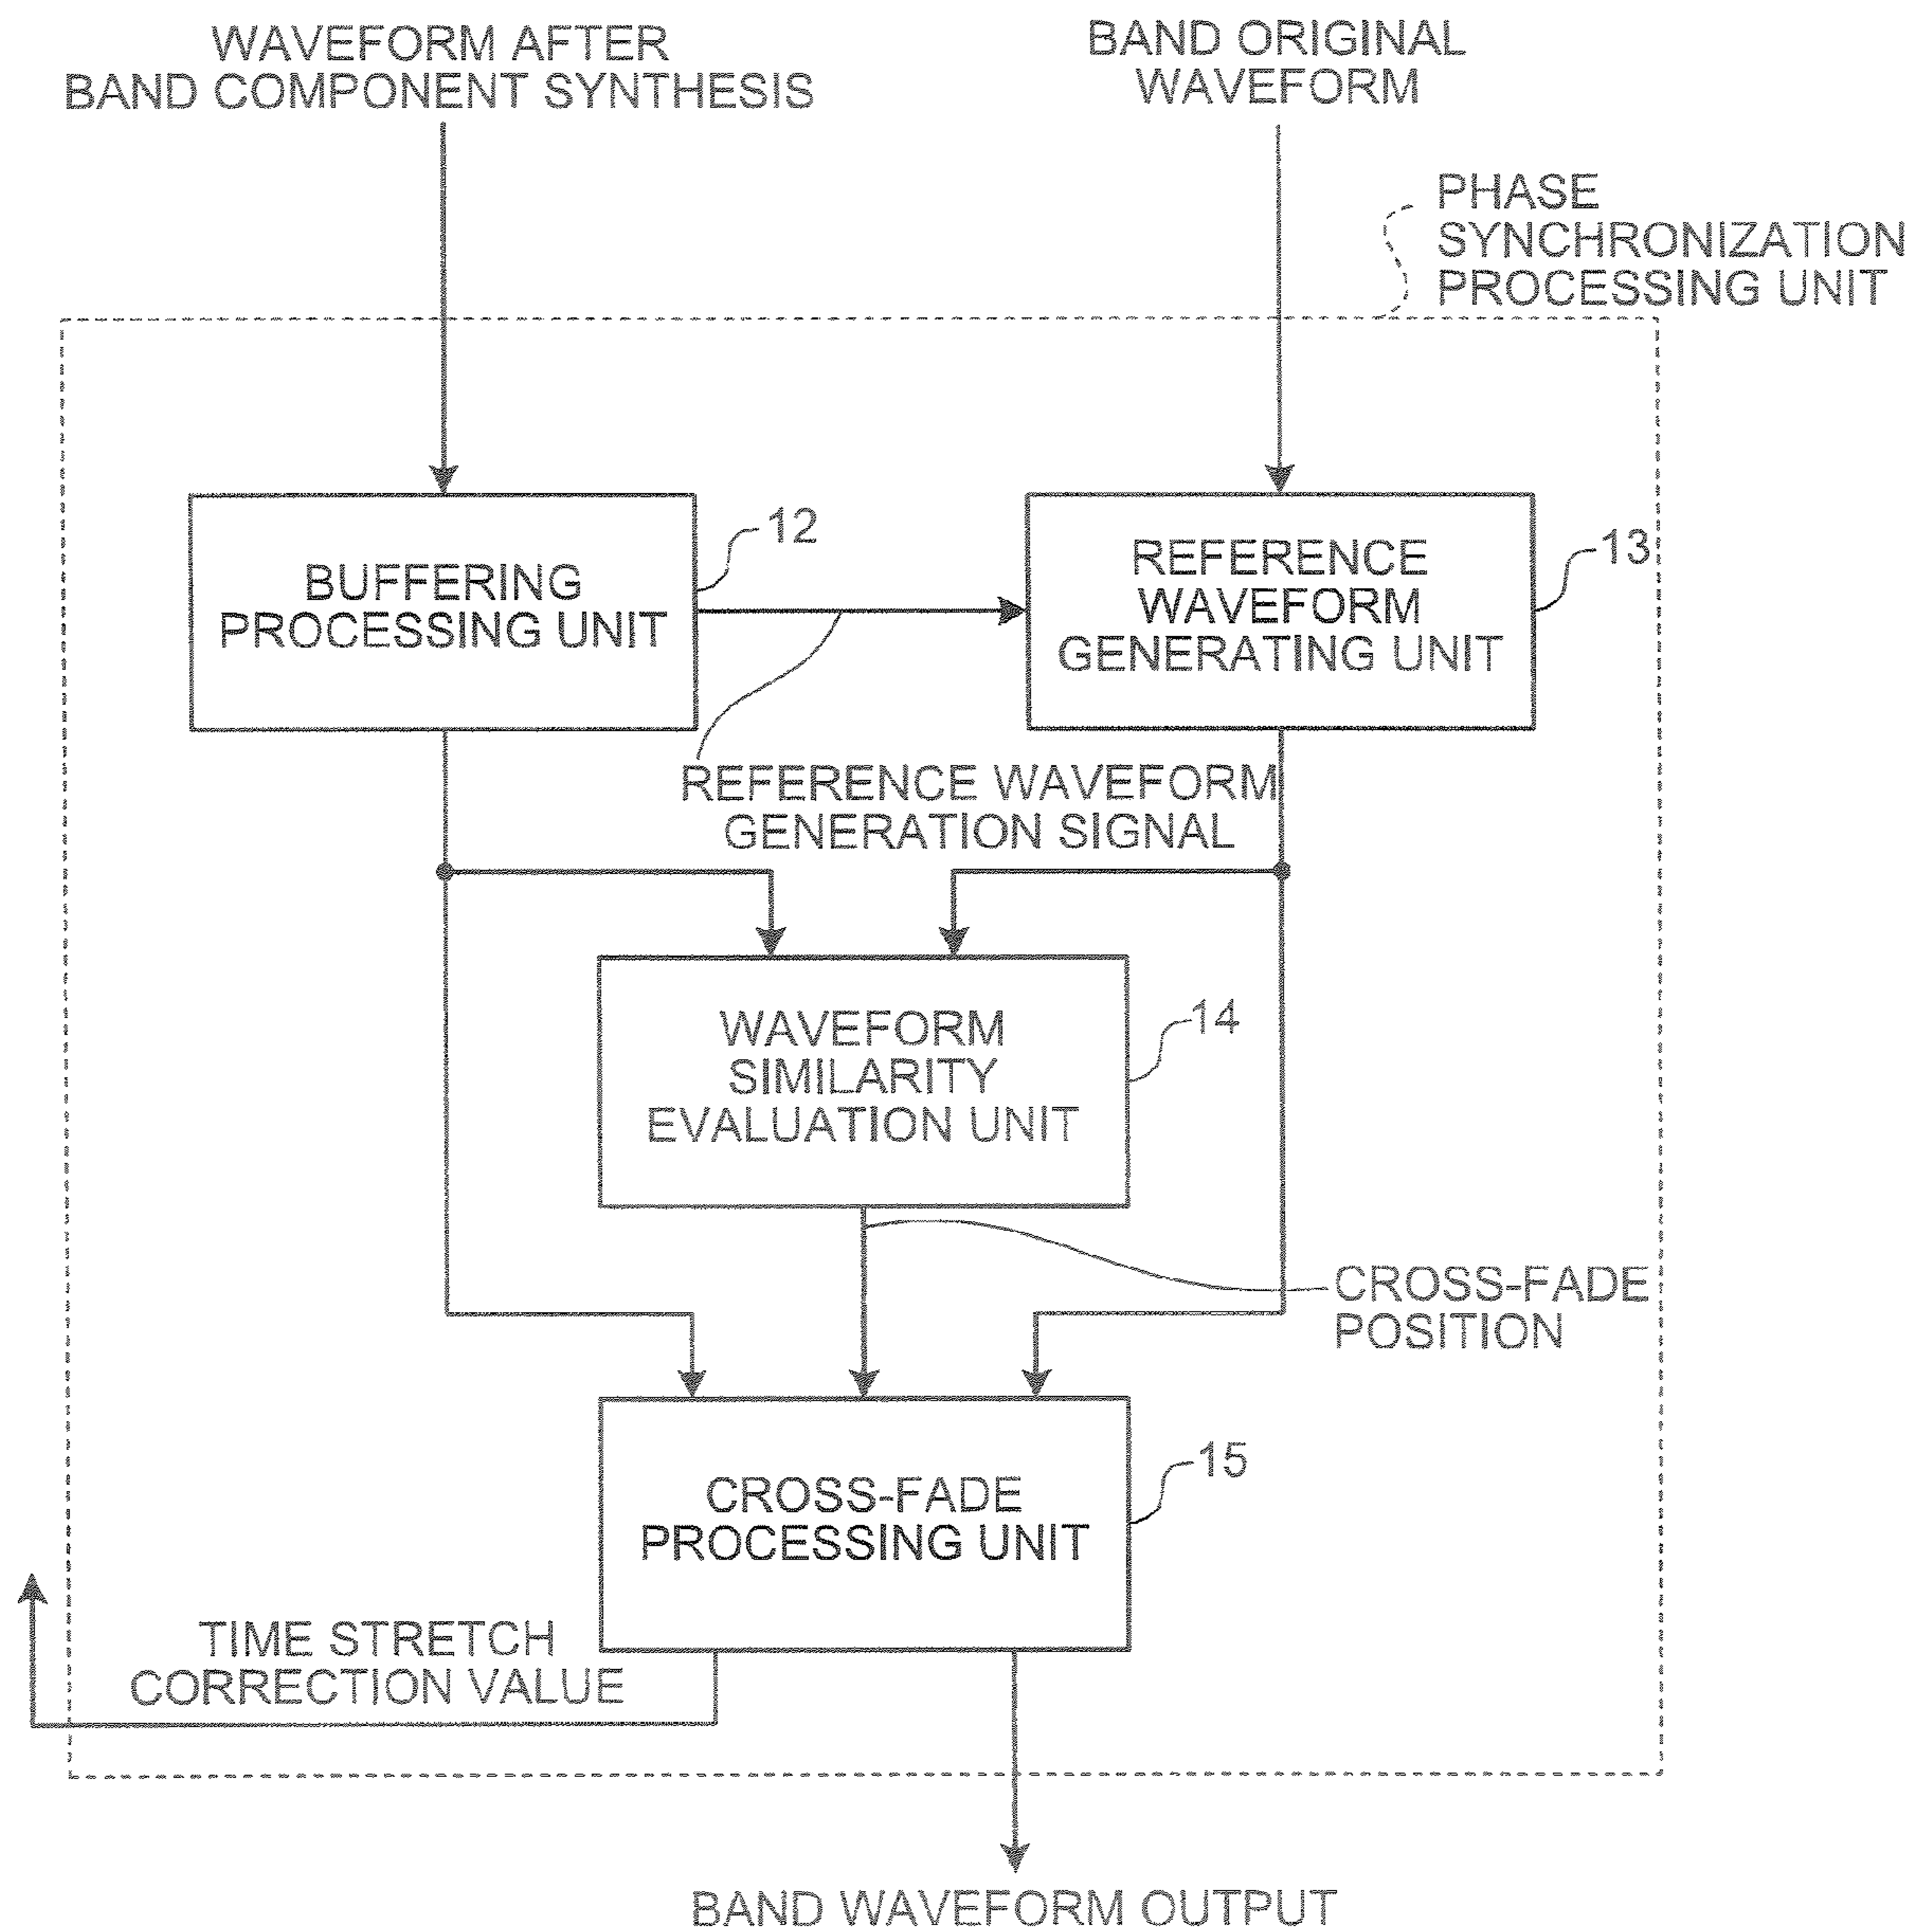 WAVEFORM AFTER
BAND COMPONENT SYNTHESIS
BAND ORIGINAL
WAVEFORM
PHASE
SYNCHRONIZATION
PROCESSING UNIT
BUFFERING
PROCESSING UNIT
12
REFERENCE
WAVEFORM
GENERATING UNIT
13
REFERENCE WAVEFORM
GENERATION SIGNAL
WAVEFORM
SIMILARITY
EVALUATION UNIT
14
CROSS-FADE
POSITION
CROSS-FADE
PROCESSING UNIT
15
TIME STRETCH
CORRECTION VALUE
BAND WAVEFORM OUTPUT